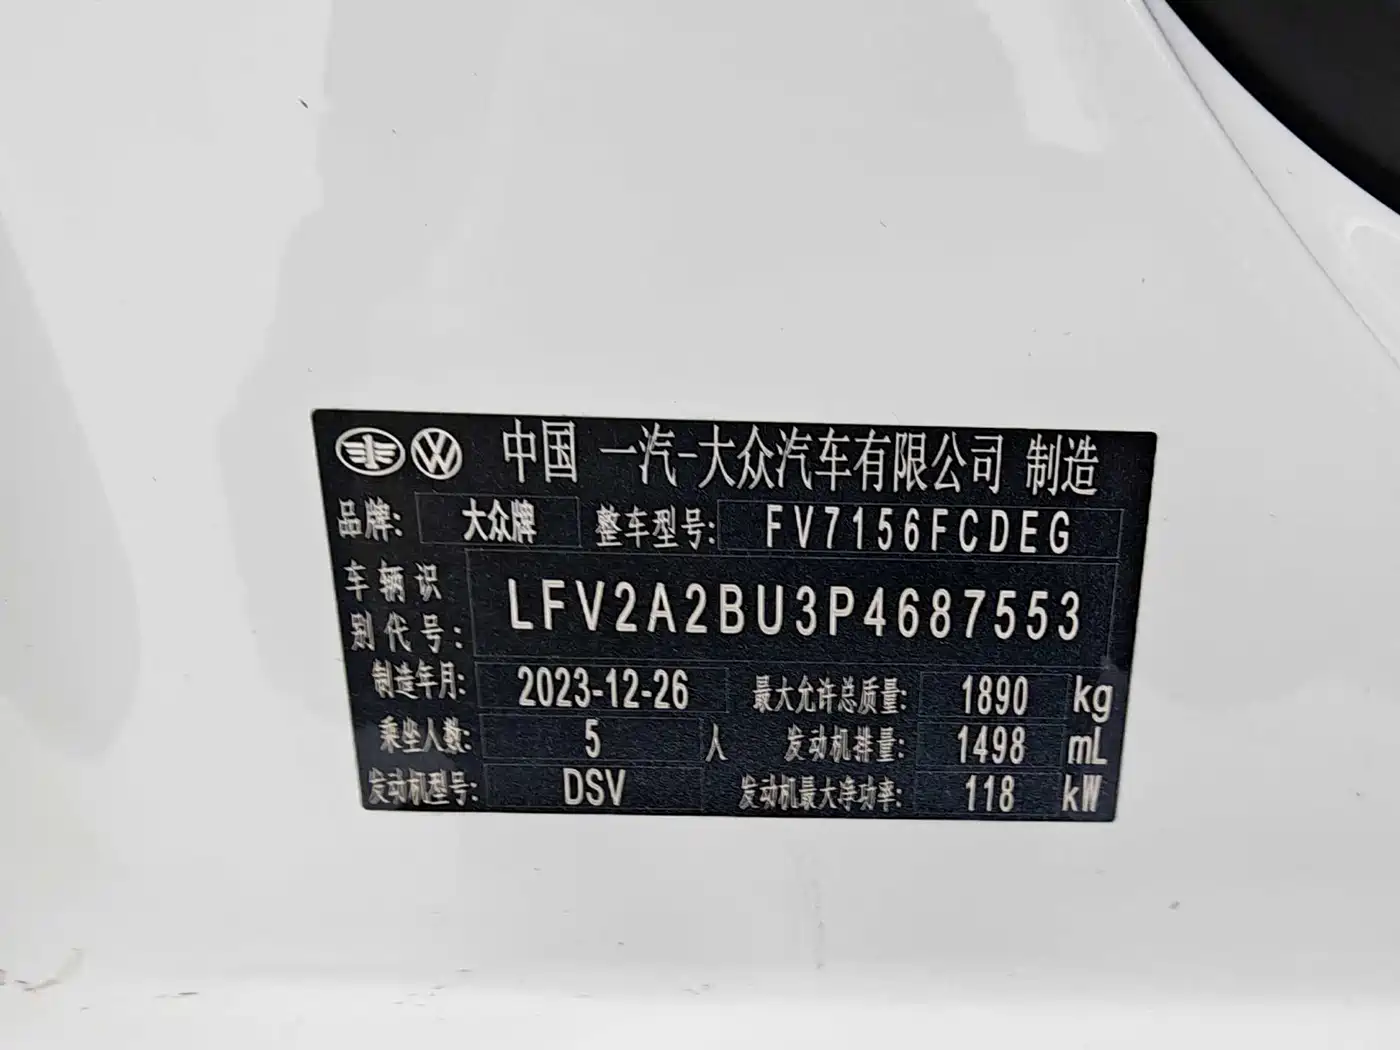 中国 一汽-大众汽车有限公司 制造
品牌: 大众牌 整车型号: FV7156FCDEG
车辆识别代号: LFV2A2BU3P4687553
制造年月: 2023-12-26 最大允许总质量: 1890 kg
乘坐人数: 5 人 发动机排量: 1498 mL
发动机型号: DSV 发动机最大净功率: 118 kW